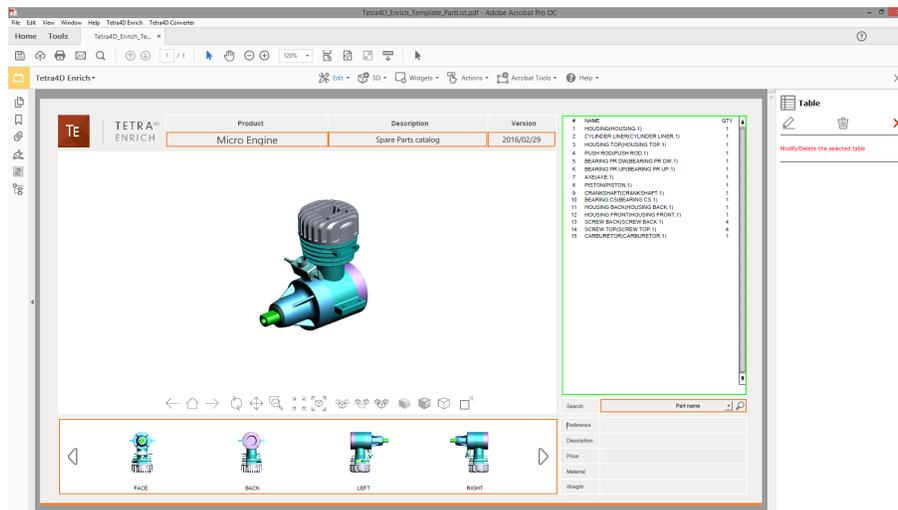 Tetra4D_Enrich_Template_PartList.pdf - Adobe Acrobat Pro DC
File Edit View Window Help Tetra4D Enrich Tetra4D Converter
Home Tools Tetra4D_Enrich_Te... ×
1 / 1 120%
Tetra4D Enrich Edit 3D Widgets Actions Acrobat Tools Help
Table
Modify/Delete the selected table
TE TETRA4D ENRICH
Product Description Version
Micro Engine Spare Parts catalog 2016/02/29
# NAME QTY
1 HOUSING(HOUSING.1) 1
2 CYLINDER LINER(CYLINDER LINER.1) 1
3 HOUSING TOP(HOUSING TOP.1) 1
4 PUSH ROD(PUSH ROD.1) 1
5 BEARING PR DW(BEARING PR DW.1) 1
6 BEARING PR UP(BEARING PR UP.1) 1
7 AXE(AXE.1) 1
8 PISTON(PISTON.1) 1
9 CRANKSHAFT(CRANKSHAFT.1) 1
10 BEARING CS(BEARING CS.1) 1
11 HOUSING BACK(HOUSING BACK.1) 1
12 HOUSING FRONT(HOUSING FRONT.1) 1
13 SCREW BACK(SCREW BACK.1) 4
14 SCREW TOP(SCREW TOP.1) 4
15 CARBURETOR(CARBURETOR.1) 1
Search Part name
Reference
Description
Price
Material
Weight
FACE BACK LEFT RIGHT